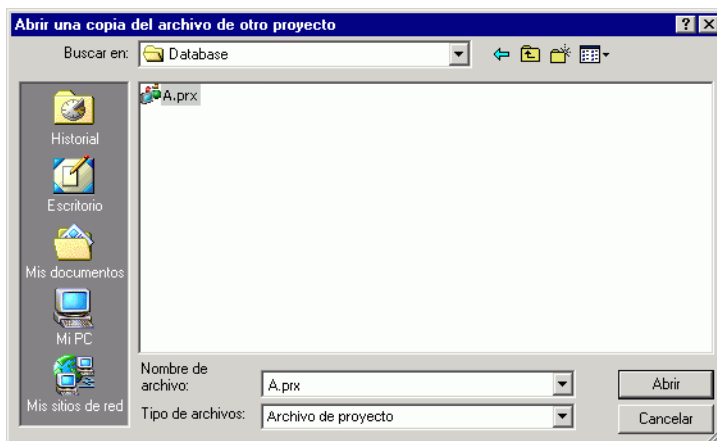 Abrir una copia del archivo de otro proyecto
Buscar en:
Database
A.prx
Historial
Escritorio
Mis documentos
Mi PC
Mis sitios de red
Nombre de
archivo:
A.prx
Abrir
Tipo de archivos:
Archivo de proyecto
Cancelar